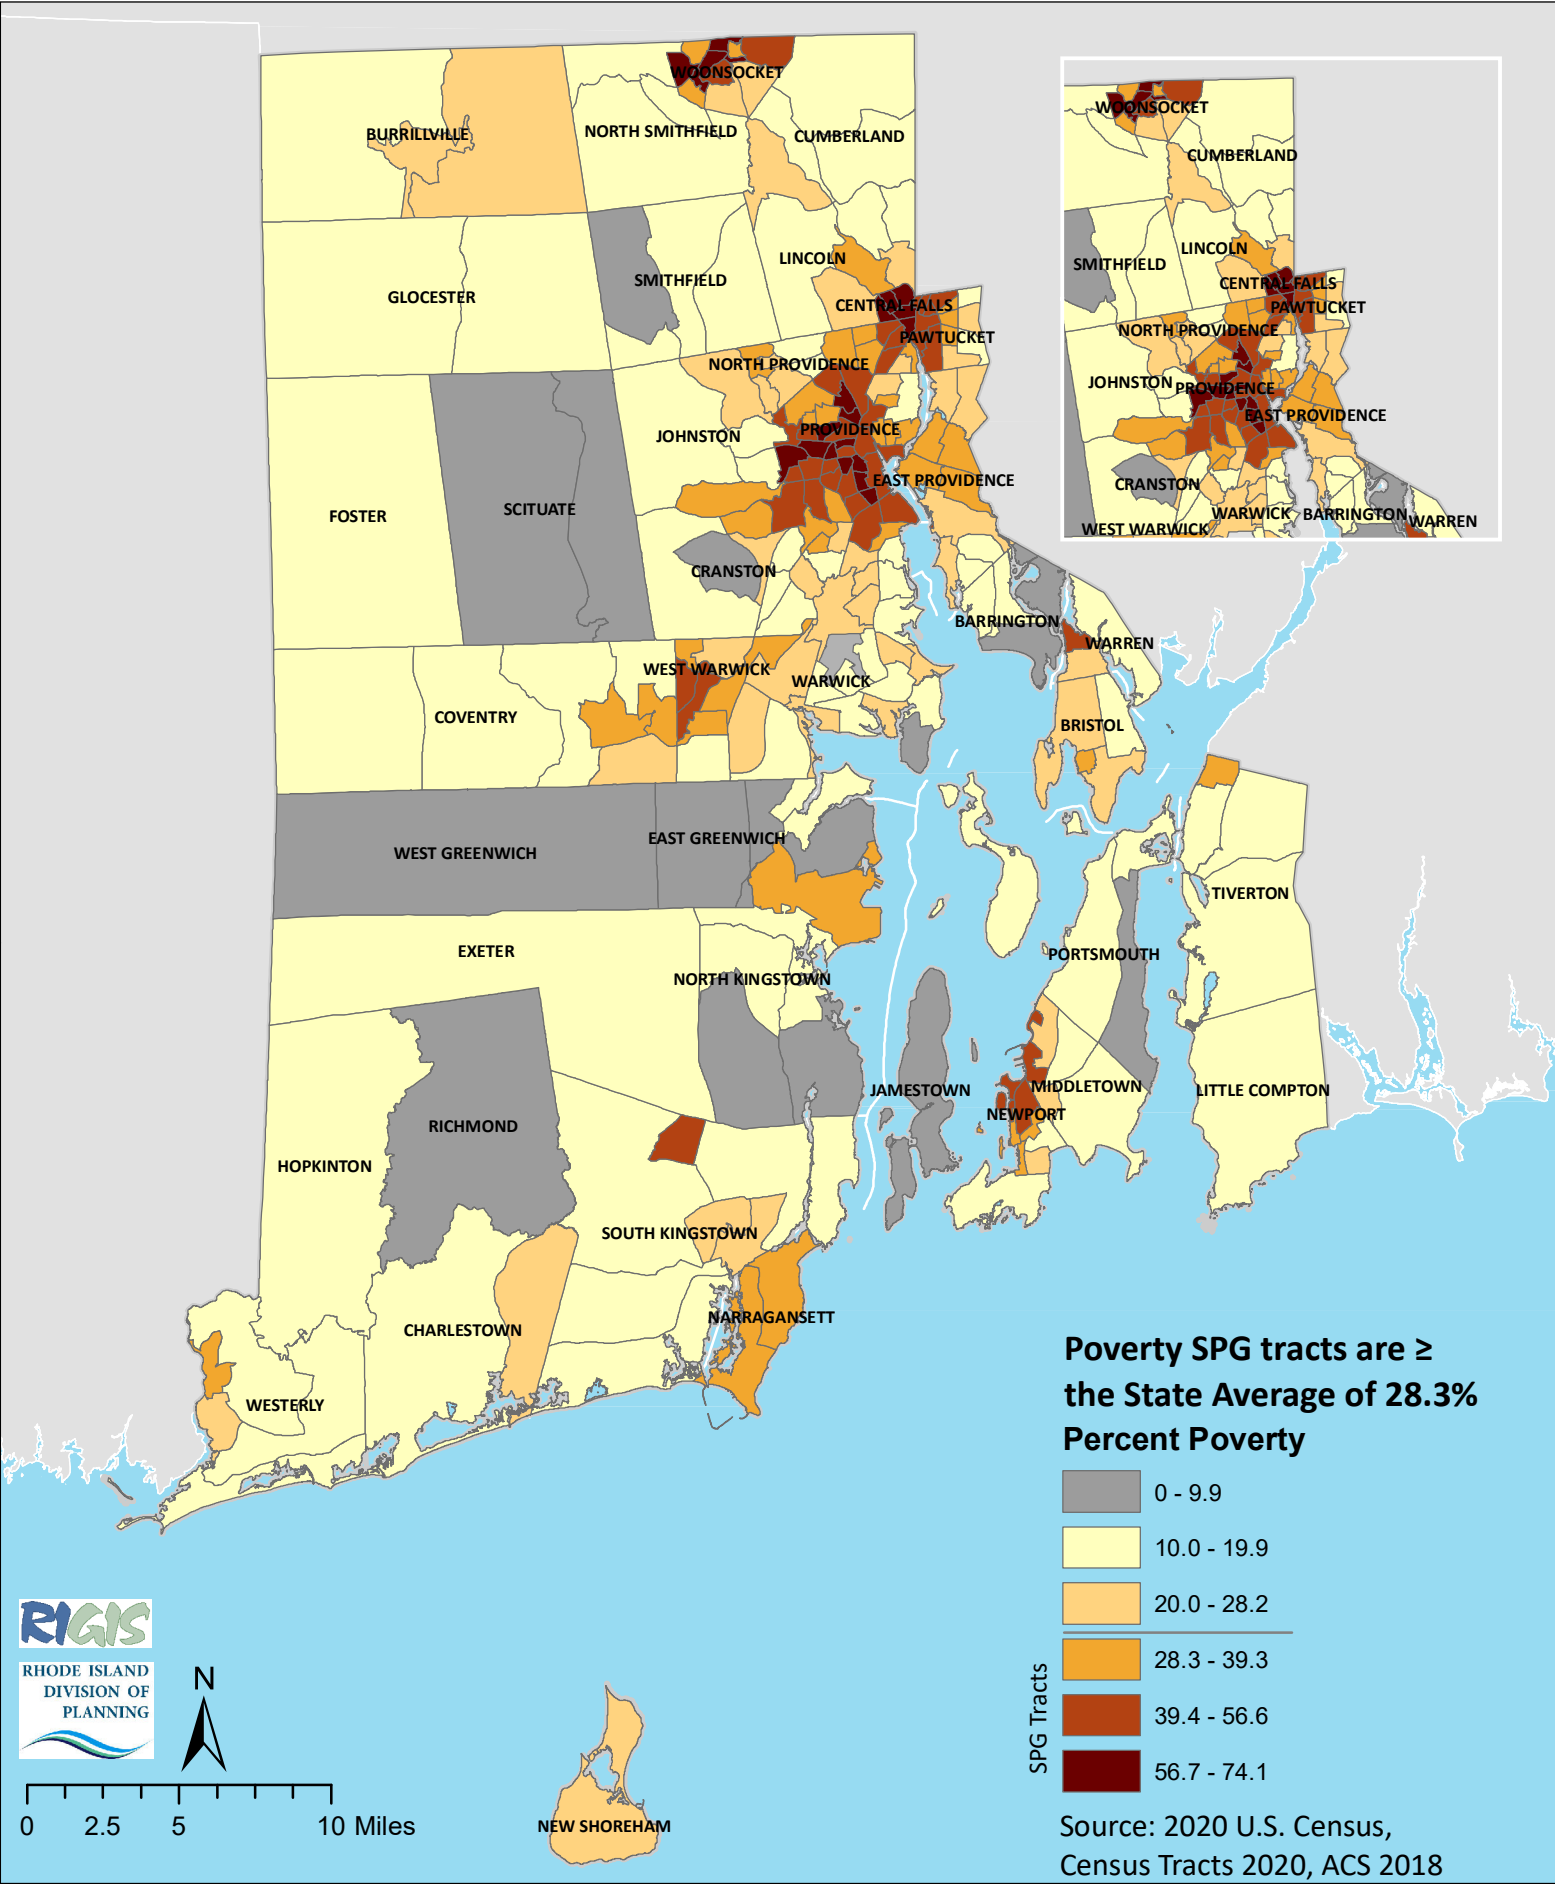 WOONSOCKET
BURRILLVILLE
NORTH SMITHFIELD
CUMBERLAND
LINCOLN
SMITHFIELD
GLOCESTER
CENTRAL FALLS
PAWTUCKET
NORTH PROVIDENCE
PROVIDENCE
JOHNSTON
EAST PROVIDENCE
SCITUATE
FOSTER
CRANSTON
BARRINGTON
WARREN
WEST WARWICK
WARWICK
COVENTRY
BRISTOL
EAST GREENWICH
WEST GREENWICH
TIVERTON
EXETER
PORTSMOUTH
NORTH KINGSTOWN
JAMESTOWN
MIDDLETOWN
LITTLE COMPTON
NEWPORT
RICHMOND
HOPKINTON
SOUTH KINGSTOWN
NARRAGANSETT
CHARLESTOWN
WESTERLY
NEW SHOREHAM
WOONSOCKET
CUMBERLAND
LINCOLN
SMITHFIELD
CENTRAL FALLS
PAWTUCKET
NORTH PROVIDENCE
JOHNSTON
PROVIDENCE
EAST PROVIDENCE
CRANSTON
WARWICK
BARRINGTON
WARREN
WEST WARWICK
Poverty SPG tracts are ≥
the State Average of 28.3%
Percent Poverty
0 - 9.9
10.0 - 19.9
20.0 - 28.2
SPG Tracts
28.3 - 39.3
39.4 - 56.6
56.7 - 74.1
Source: 2020 U.S. Census,
Census Tracts 2020, ACS 2018
RIGIS
RHODE ISLAND
DIVISION OF
PLANNING
N
0 2.5 5 10 Miles